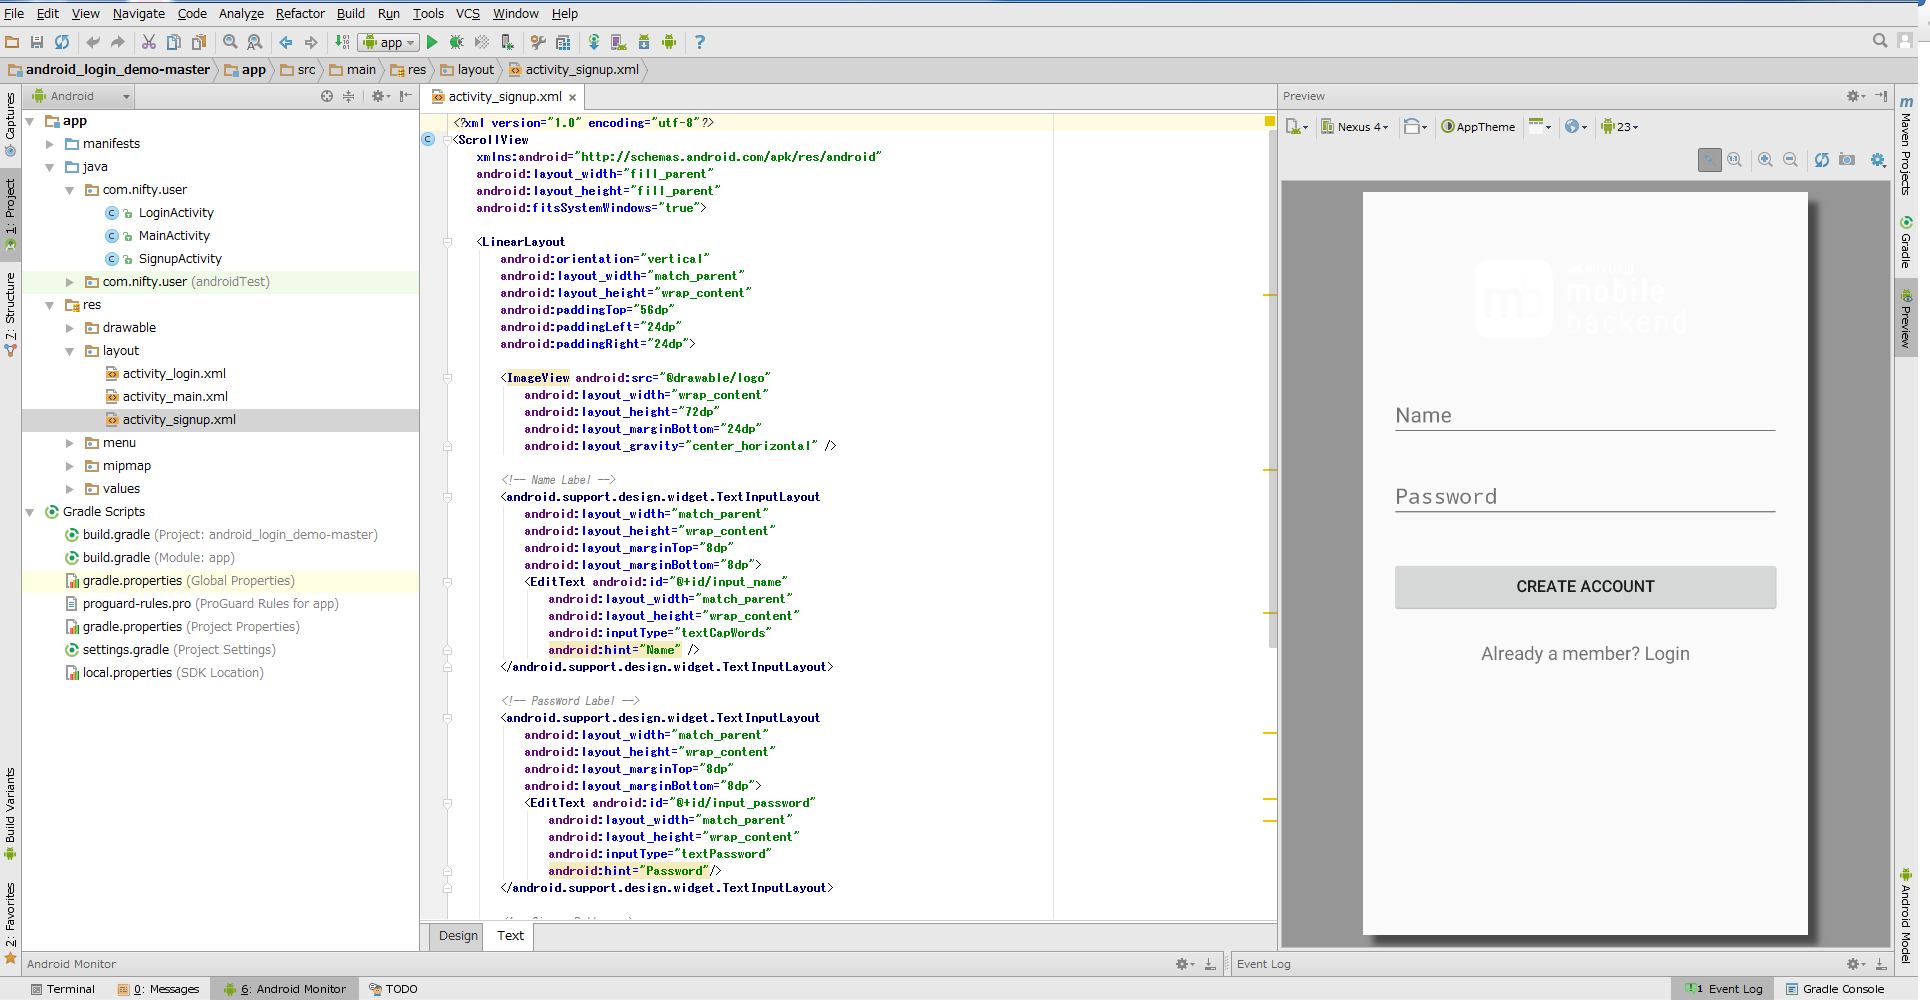 File Edit View Navigate Code Analyze Refactor Build Run Tools VCS Window Help
app
android_login_demo-master app src main res layout activity_signup.xml
Captures
1: Project
7: Structure
Build Variants
2: Favorites
Android
app
manifests
java
com.nifty.user
LoginActivity
MainActivity
SignupActivity
com.nifty.user (androidTest)
res
drawable
layout
activity_login.xml
activity_main.xml
activity_signup.xml
menu
mipmap
values
Gradle Scripts
build.gradle (Project: android_login_demo-master)
build.gradle (Module: app)
gradle.properties (Global Properties)
proguard-rules.pro (ProGuard Rules for app)
gradle.properties (Project Properties)
settings.gradle (Project Settings)
local.properties (SDK Location)
activity_signup.xml
<?xml version="1.0" encoding="utf-8"?>
<ScrollView
xmlns:android="http://schemas.android.com/apk/res/android"
android:layout_width="fill_parent"
android:layout_height="fill_parent"
android:fitsSystemWindows="true">
<LinearLayout
android:orientation="vertical"
android:layout_width="match_parent"
android:layout_height="wrap_content"
android:paddingTop="56dp"
android:paddingLeft="24dp"
android:paddingRight="24dp">
<ImageView android:src="@drawable/logo"
android:layout_width="wrap_content"
android:layout_height="72dp"
android:layout_marginBottom="24dp"
android:layout_gravity="center_horizontal" />
<!-- Name Label -->
<android.support.design.widget.TextInputLayout
android:layout_width="match_parent"
android:layout_height="wrap_content"
android:layout_marginTop="8dp"
android:layout_marginBottom="8dp">
<EditText android:id="@+id/input_name"
android:layout_width="match_parent"
android:layout_height="wrap_content"
android:inputType="textCapWords"
android:hint="Name" />
</android.support.design.widget.TextInputLayout>
<!-- Password Label -->
<android.support.design.widget.TextInputLayout
android:layout_width="match_parent"
android:layout_height="wrap_content"
android:layout_marginTop="8dp"
android:layout_marginBottom="8dp">
<EditText android:id="@+id/input_password"
android:layout_width="match_parent"
android:layout_height="wrap_content"
android:inputType="textPassword"
android:hint="Password"/>
</android.support.design.widget.TextInputLayout>
Design Text
Preview
Nexus 4 AppTheme 23
mb mobile
backend
Name
Password
CREATE ACCOUNT
Already a member? Login
m Maven Projects
Gradle
Preview
Android Model
Android Monitor
Event Log
Terminal 0: Messages 6: Android Monitor TODO
1 Event Log Gradle Console